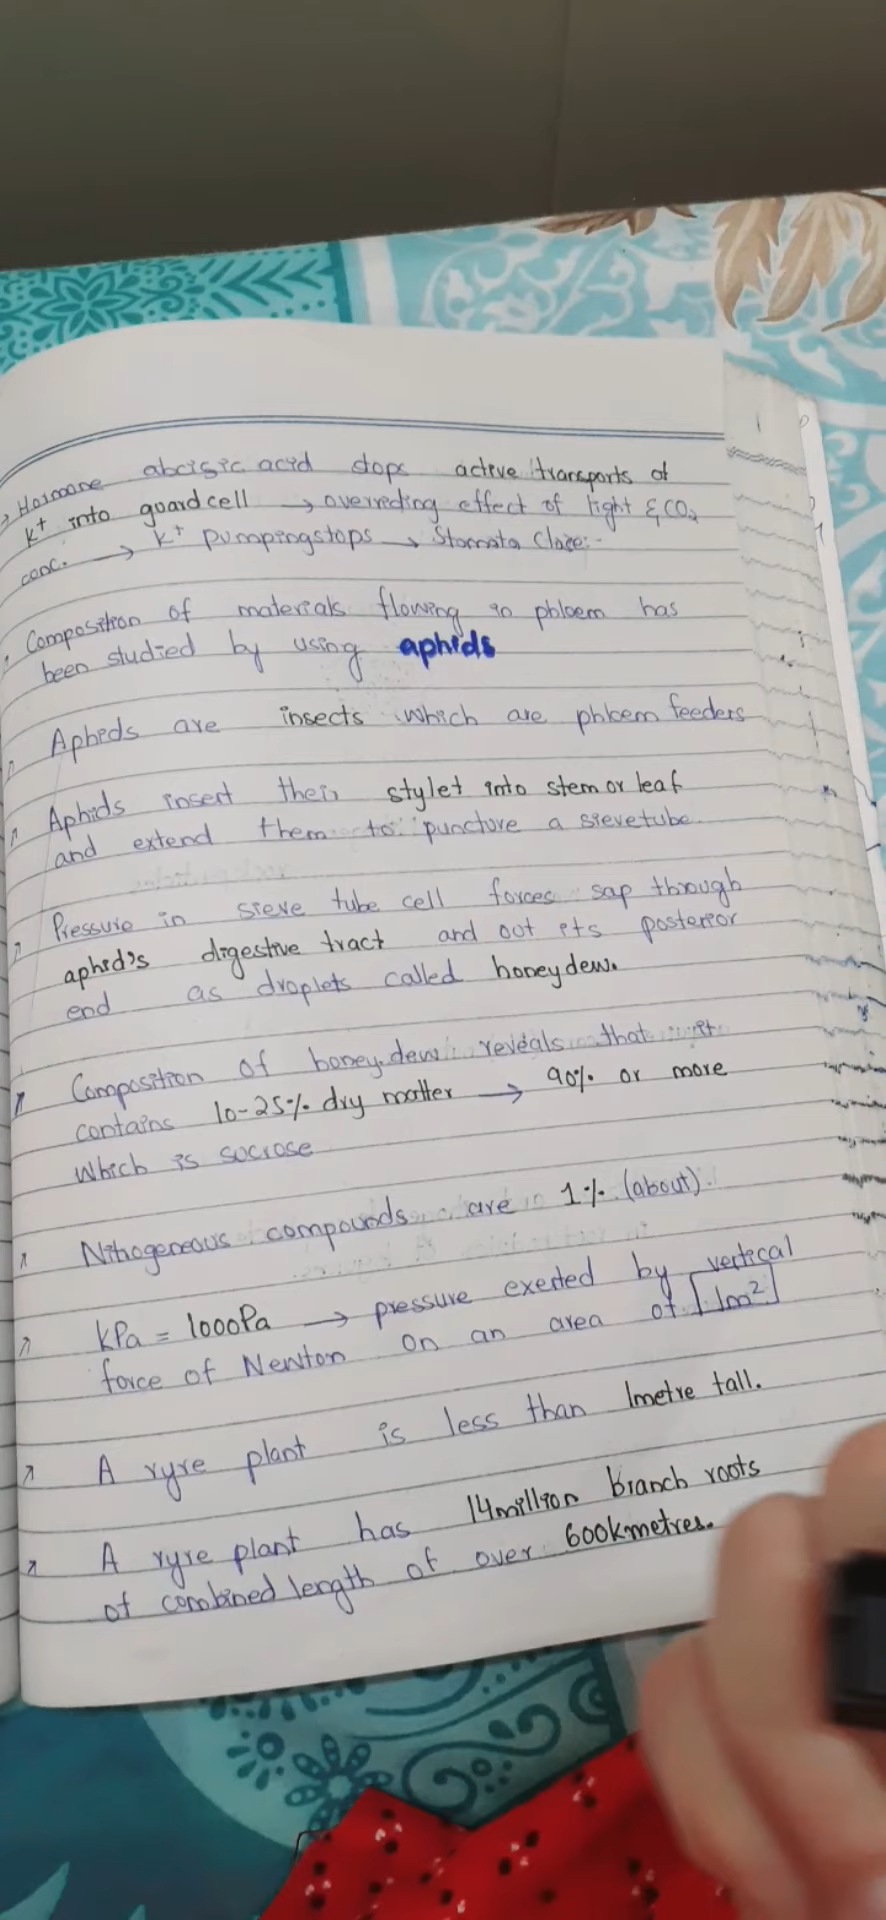 Hormone abcisic acid stops active transports of
K+ into guard cell → overreding effect of light & CO2
conc. → K+ pumping stops → Stomata Close:-
Composition of materials flowing in phloem has
been studied by using aphids
Aphids are insects which are phloem feeders
Aphids insert their stylet into stem or leaf
and extend them to puncture a sieve tube.
Pressure in sieve tube cell forces sap through
aphid's digestive tract and out its posterior
end as droplets called honeydew.
Composition of honeydew reveals that it
contains 10-25% dry matter → 90% or more
which is sucrose
Nitrogeneous compounds are 1% (about).
kPa = 1000Pa → pressure exerted by vertical
force of Newton on an area of [1m²]
A ryre plant is less than 1metre tall.
A ryre plant has 14million branch roots
of combined length of over 600kmetres.